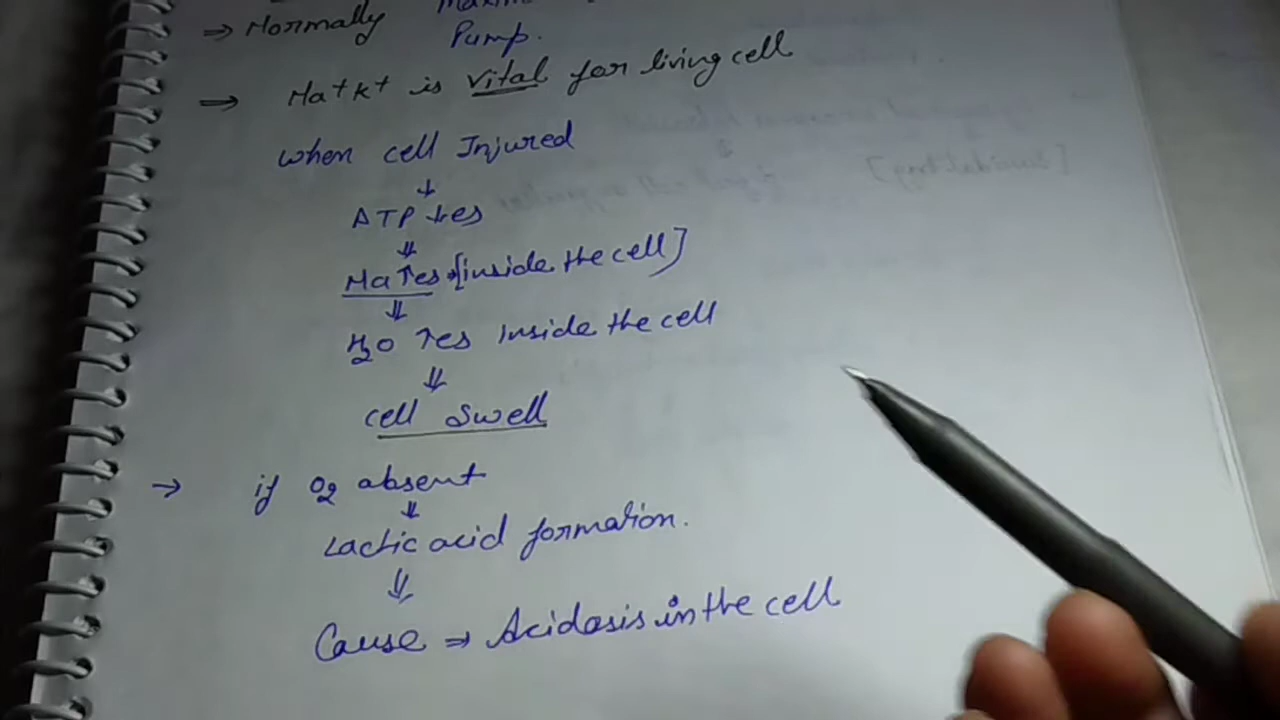 ⇒ Normally
Pump.
⇒ Na+K+ is vital for living cell
when cell Injured
↓
ATP ↓es
⇓
Na ↑es [inside the cell]
⇓
H2O ↑es inside the cell
⇓
cell swell
→ if O2 absent
⇓
Lactic acid formation.
⇓
Cause ⇒ Acidosis in the cell